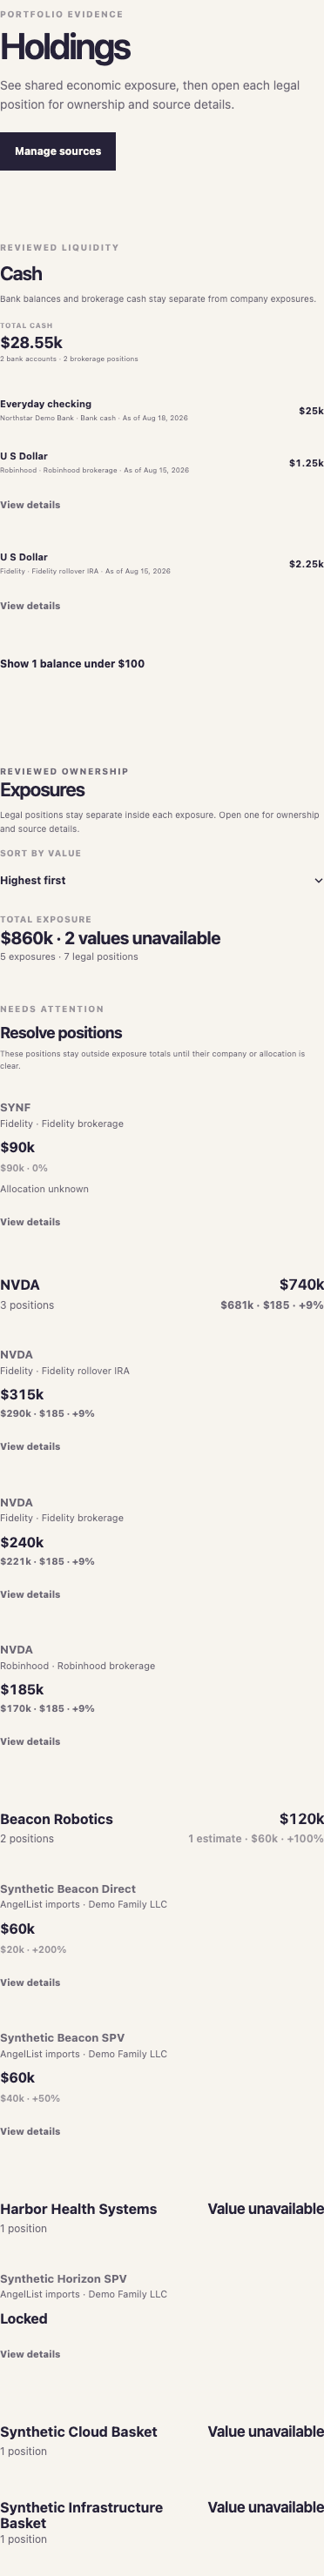 PORTFOLIO EVIDENCE
Holdings
See shared economic exposure, then open each legal
position for ownership and source details.
Manage sources
REVIEWED LIQUIDITY
Cash
Bank balances and brokerage cash stay separate from company exposures.
TOTAL CASH
$28.55k
2 bank accounts · 2 brokerage positions
Everyday checking
$25k
Northstar Demo Bank · Bank cash · As of Aug 18, 2026
U S Dollar
$1.25k
Robinhood · Robinhood brokerage · As of Aug 15, 2026
View details
U S Dollar
$2.25k
Fidelity · Fidelity rollover IRA · As of Aug 15, 2026
View details
Show 1 balance under $100
REVIEWED OWNERSHIP
Exposures
Legal positions stay separate inside each exposure. Open one for ownership
and source details.
SORT BY VALUE
Highest first
TOTAL EXPOSURE
$860k · 2 values unavailable
5 exposures · 7 legal positions
NEEDS ATTENTION
Resolve positions
These positions stay outside exposure totals until their company or allocation is
clear.
SYNF
Fidelity · Fidelity brokerage
$90k
$90k · 0%
Allocation unknown
View details
NVDA
$740k
3 positions
$681k · $185 · +9%
NVDA
Fidelity · Fidelity rollover IRA
$315k
$290k · $185 · +9%
View details
NVDA
Fidelity · Fidelity brokerage
$240k
$221k · $185 · +9%
View details
NVDA
Robinhood · Robinhood brokerage
$185k
$170k · $185 · +9%
View details
Beacon Robotics
$120k
2 positions
1 estimate · $60k · +100%
Synthetic Beacon Direct
AngelList imports · Demo Family LLC
$60k
$20k · +200%
View details
Synthetic Beacon SPV
AngelList imports · Demo Family LLC
$60k
$40k · +50%
View details
Harbor Health Systems
Value unavailable
1 position
Synthetic Horizon SPV
AngelList imports · Demo Family LLC
Locked
View details
Synthetic Cloud Basket
Value unavailable
1 position
Synthetic Infrastructure
Basket
Value unavailable
1 position